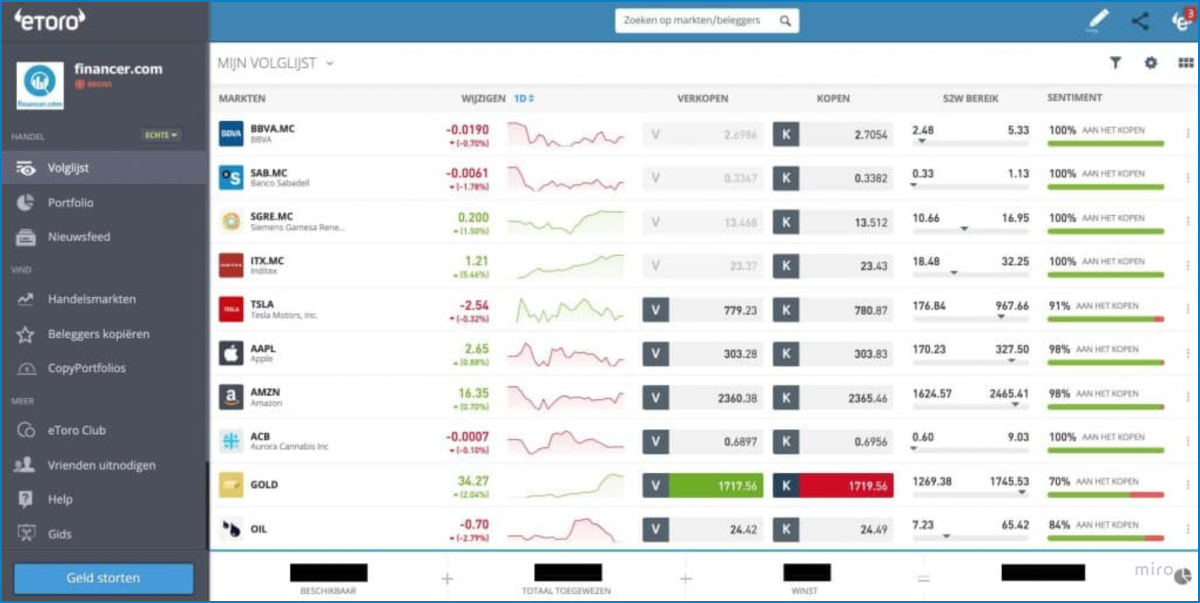 eToro
Zoeken op markten/beleggers
3
financer.com
financer.com
HANDEL
ECHTE
Volglijst
Portfolio
Nieuwsfeed
VIND
Handelsmarkten
Beleggers kopiëren
CopyPortfolios
MEER
eToro Club
Vrienden uitnodigen
Help
Gids
Geld storten
MIJN VOLGLIJST
MARKTEN WIJZIGEN 1D VERKOPEN KOPEN 52W BEREIK SENTIMENT
BBVA BBVA.MC -0.0190 V 2.6986 K 2.7054 2.48 5.33 100% AAN HET KOPEN
BBVA (-0.70%)
S SAB.MC -0.0061 V 0.3367 K 0.3382 0.33 1.13 100% AAN HET KOPEN
Banco Sabadell (-1.78%)
SGRE.MC 0.200 V 13.468 K 13.512 10.66 16.95 100% AAN HET KOPEN
Siemens Gamesa Rene... (1.50%)
ITX.MC 1.21 V 23.37 K 23.43 18.48 32.25 100% AAN HET KOPEN
Inditex (5.46%)
TESLA TSLA -2.54 V 779.23 K 780.87 176.84 967.66 91% AAN HET KOPEN
Tesla Motors, Inc. (-0.32%)
AAPL 2.65 V 303.28 K 303.83 170.23 327.50 98% AAN HET KOPEN
Apple (0.88%)
a AMZN 16.35 V 2360.38 K 2365.46 1624.57 2465.41 98% AAN HET KOPEN
Amazon (0.70%)
ACB -0.0007 V 0.6897 K 0.6956 0.60 9.03 100% AAN HET KOPEN
Aurora Cannabis Inc (-0.10%)
GOLD 34.27 V 1717.56 K 1719.56 1269.38 1745.53 70% AAN HET KOPEN
(2.04%)
OIL -0.70 V 24.42 K 24.49 7.23 65.42 84% AAN HET KOPEN
(-2.79%)
+ + =
BESCHIKBAAR TOTAAL TOEGEWEZEN WINST
miro